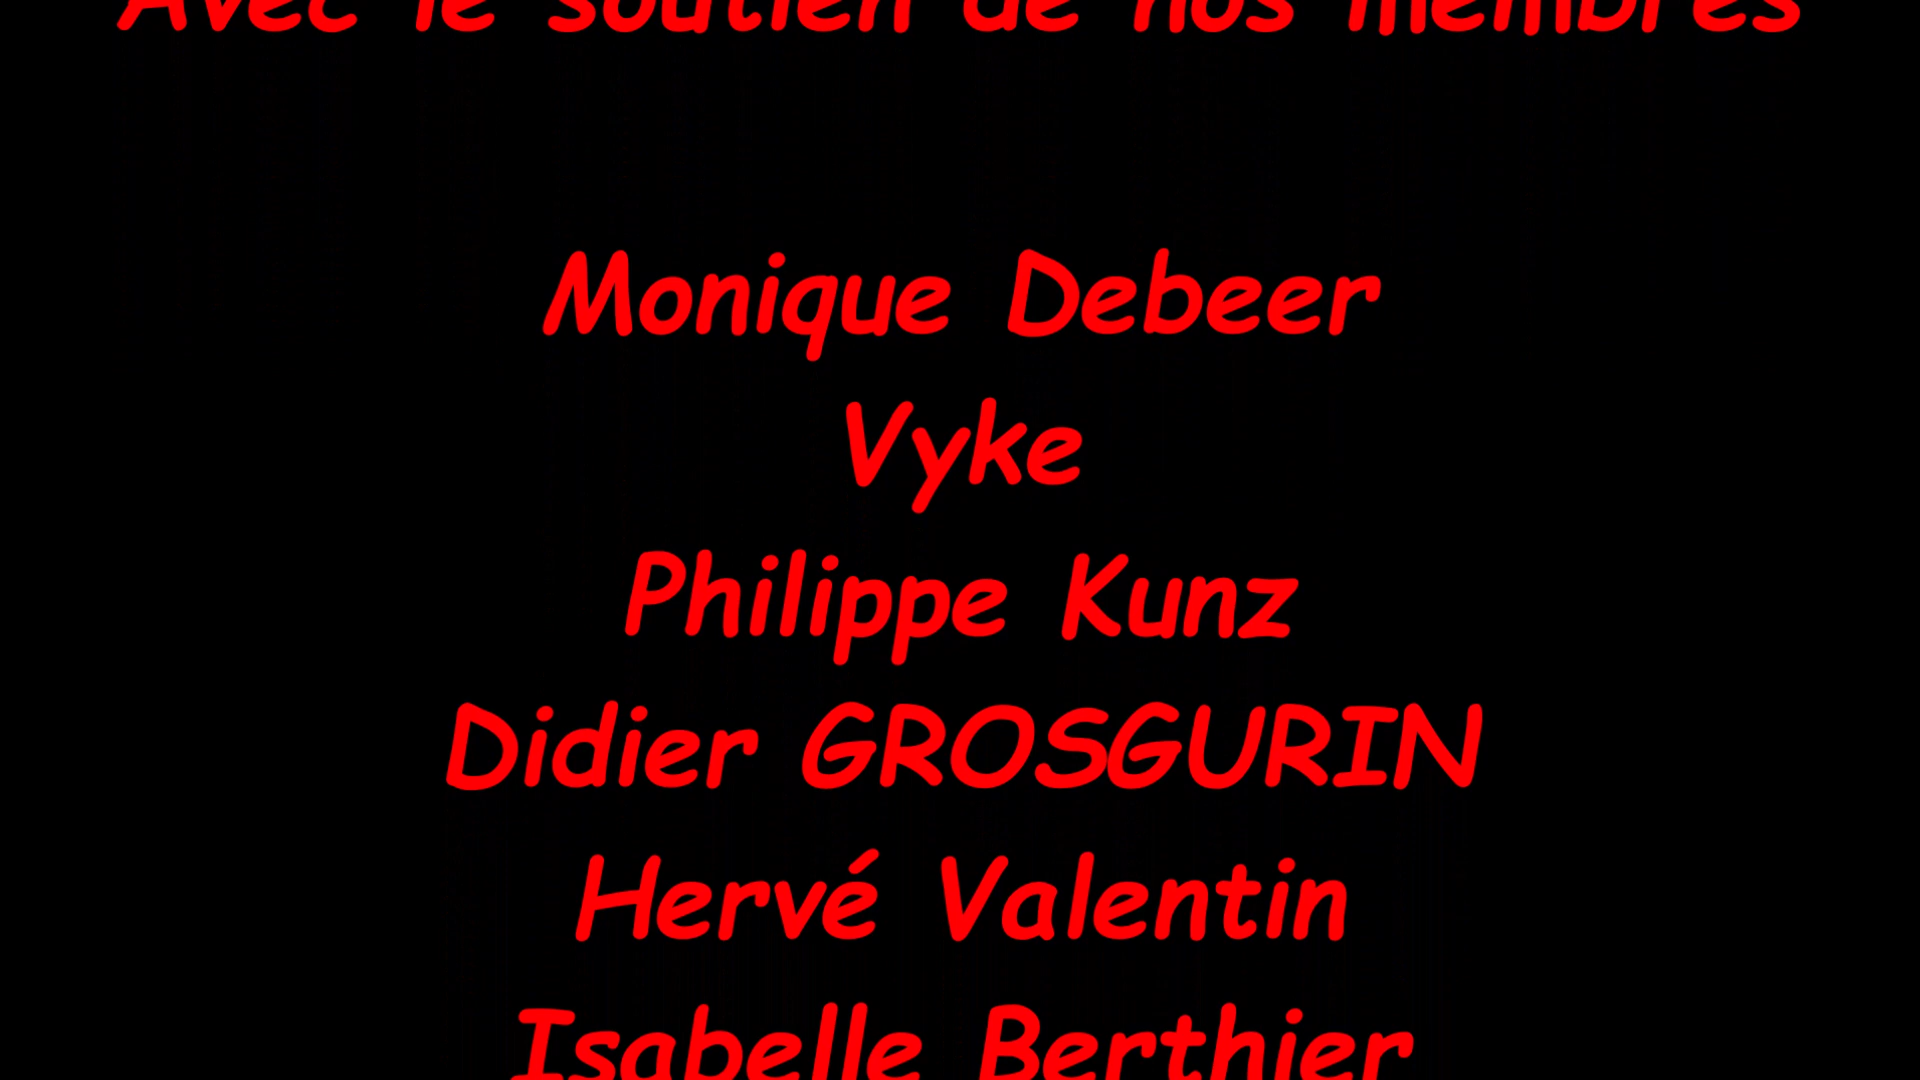 Avec le soutien de nos membres
Monique Debeer
Vyke
Philippe Kunz
Didier GROSGURIN
Hervé Valentin
Isabelle Berthier